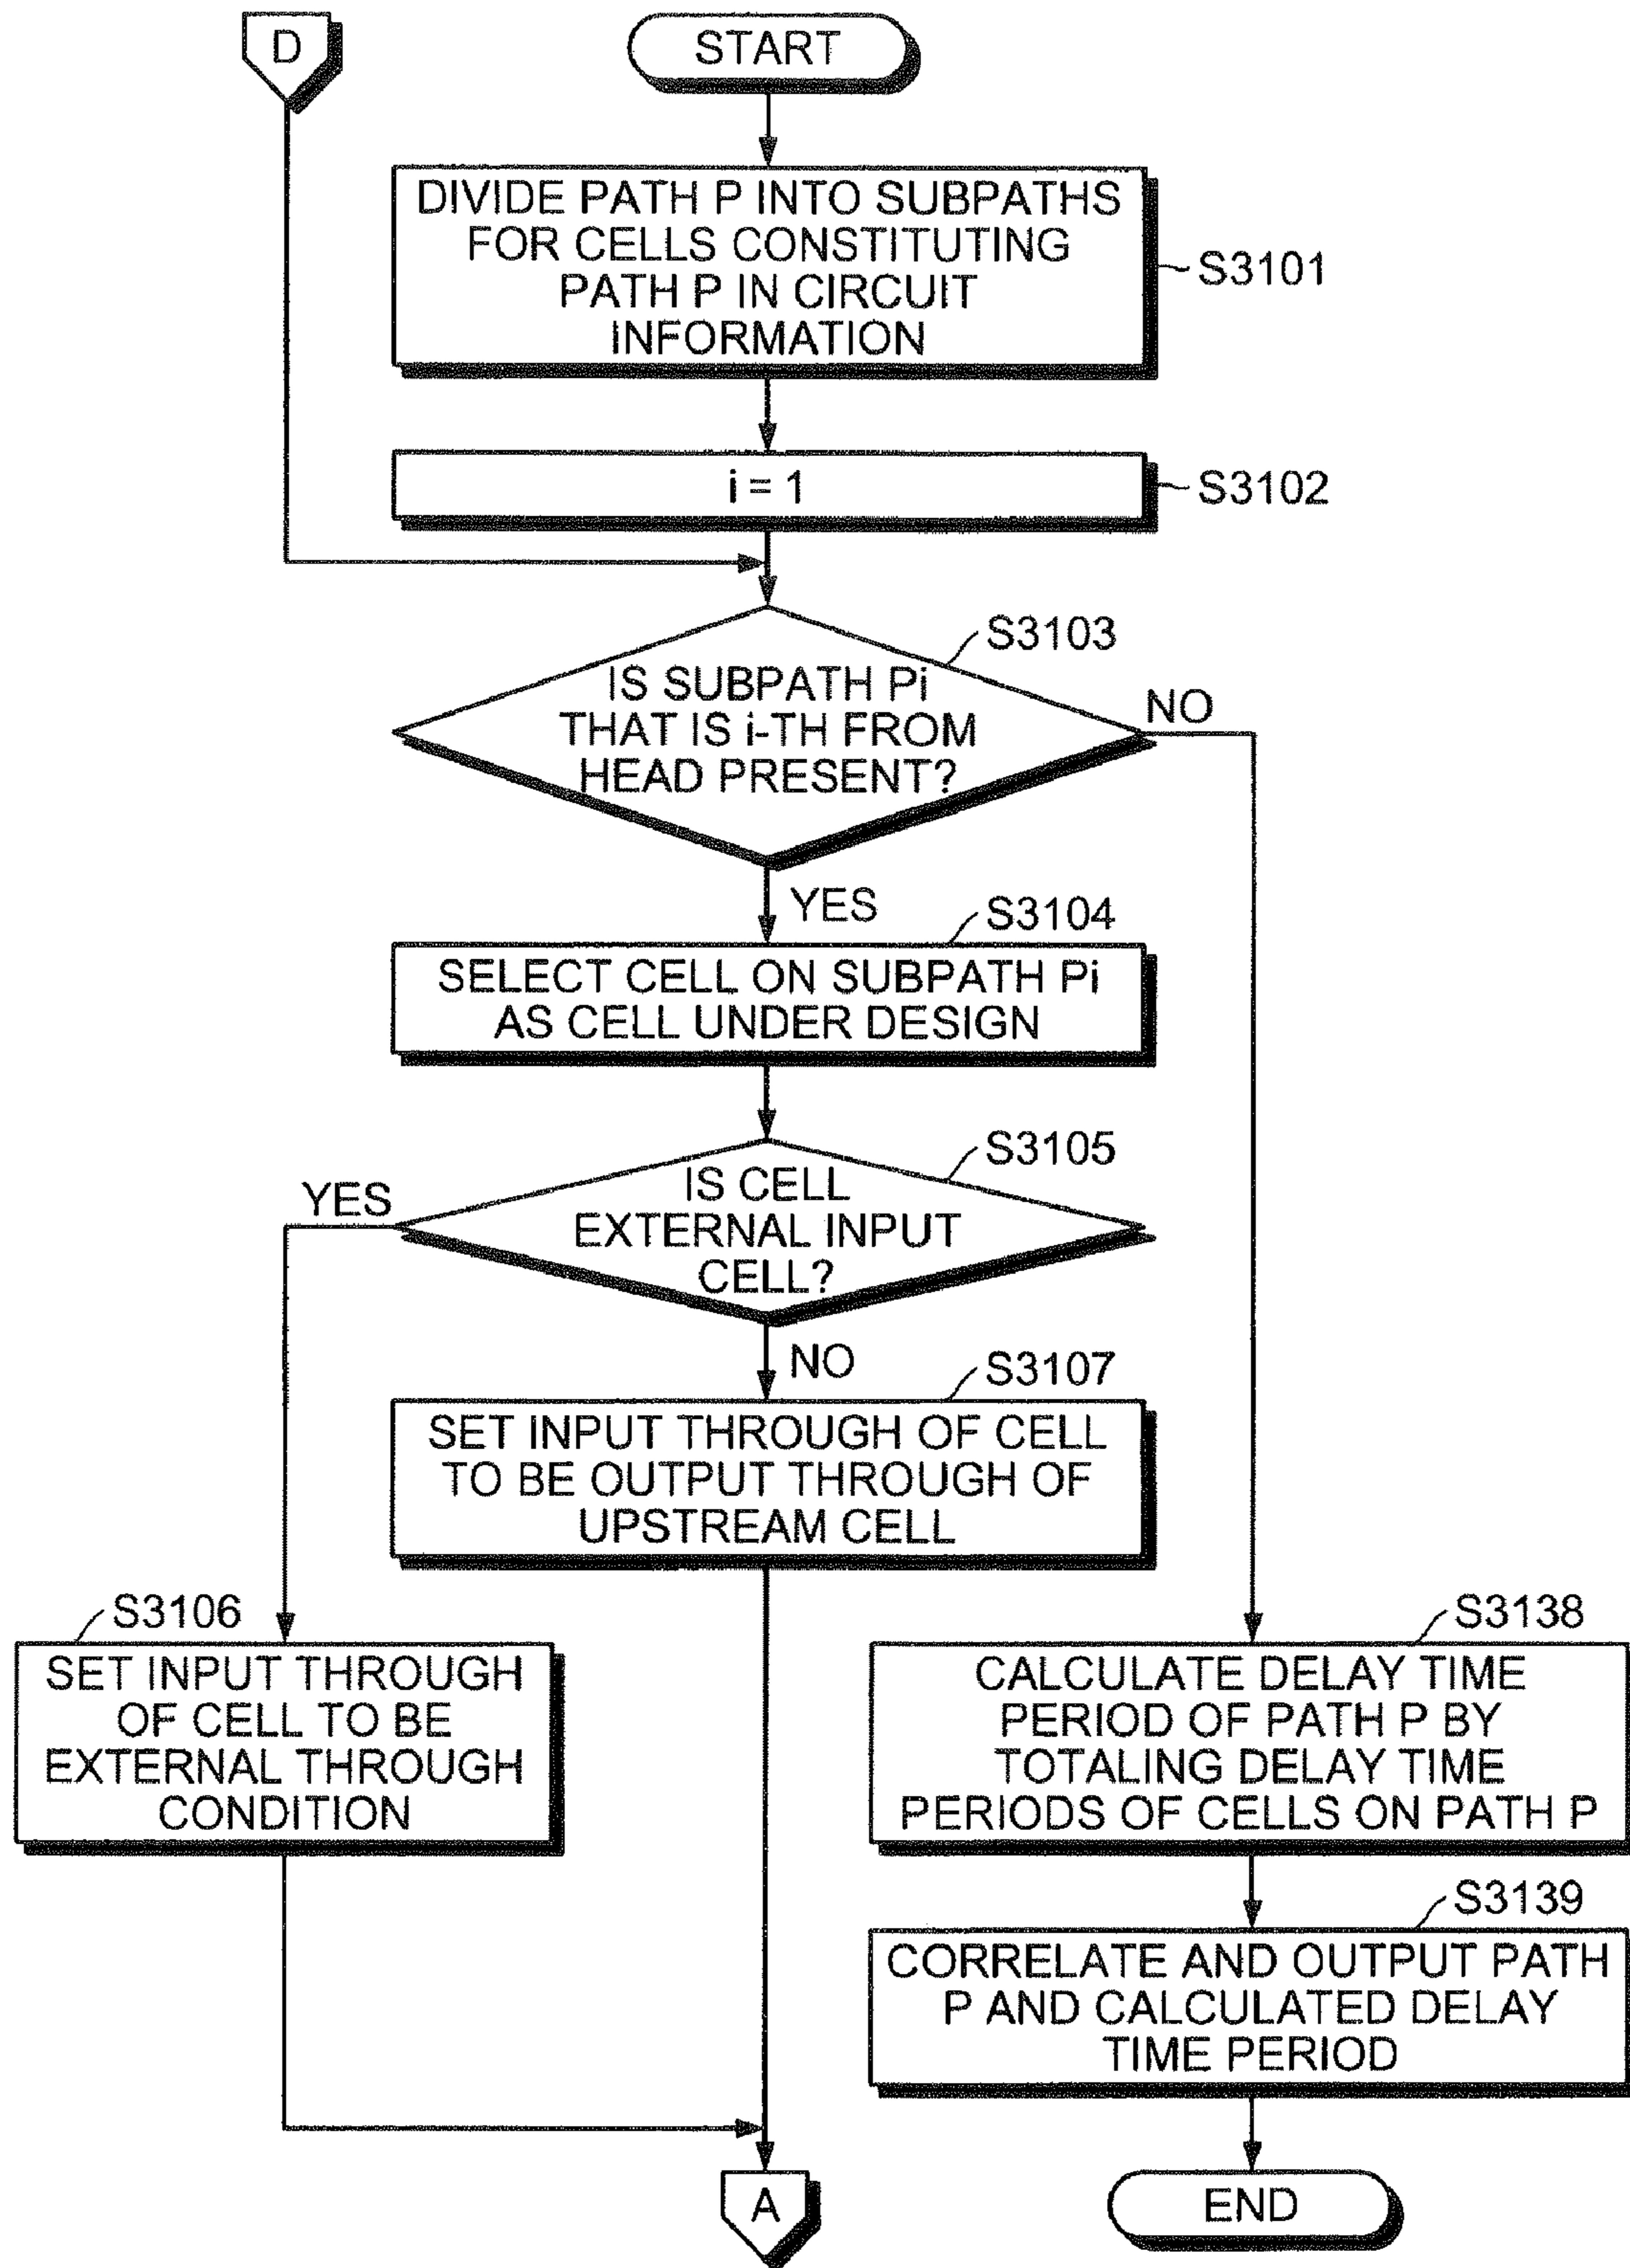 D
START
DIVIDE PATH P INTO SUBPATHS
FOR CELLS CONSTITUTING
PATH P IN CIRCUIT
INFORMATION
S3101
i = 1
S3102
S3103
IS SUBPATH Pi
THAT IS i-TH FROM
HEAD PRESENT?
NO
YES
S3104
SELECT CELL ON SUBPATH Pi
AS CELL UNDER DESIGN
S3105
IS CELL
EXTERNAL INPUT
CELL?
YES
NO
S3107
SET INPUT THROUGH OF CELL
TO BE OUTPUT THROUGH OF
UPSTREAM CELL
S3106
SET INPUT THROUGH
OF CELL TO BE
EXTERNAL THROUGH
CONDITION
S3138
CALCULATE DELAY TIME
PERIOD OF PATH P BY
TOTALING DELAY TIME
PERIODS OF CELLS ON PATH P
S3139
CORRELATE AND OUTPUT PATH
P AND CALCULATED DELAY
TIME PERIOD
A
END